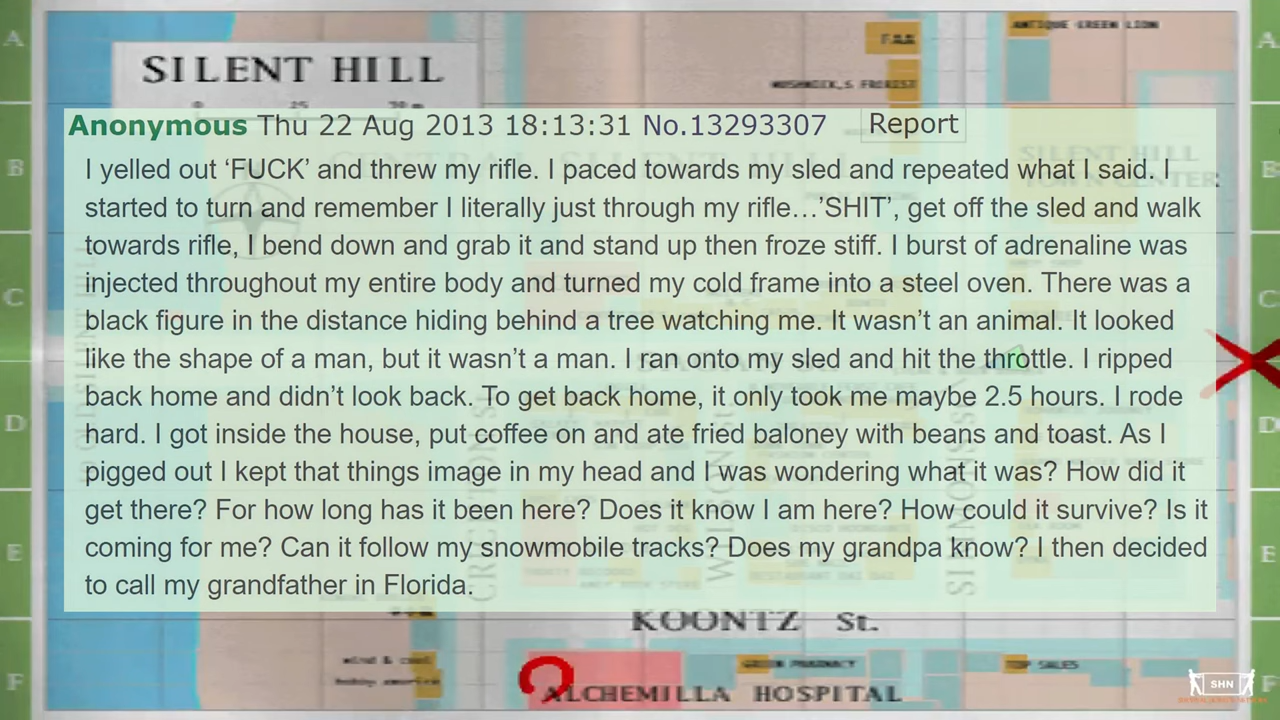 A
ANTIQUE GREEN LION
A
SILENT HILL
0 25 50 m
Anonymous Thu 22 Aug 2013 18:13:31 No.13293307 Report
B
I yelled out ‘FUCK’ and threw my rifle. I paced towards my sled and repeated what I said. I
started to turn and remember I literally just through my rifle…’SHIT’, get off the sled and walk
towards rifle, I bend down and grab it and stand up then froze stiff. I burst of adrenaline was
injected throughout my entire body and turned my cold frame into a steel oven. There was a
black figure in the distance hiding behind a tree watching me. It wasn’t an animal. It looked
like the shape of a man, but it wasn’t a man. I ran onto my sled and hit the throttle. I ripped
back home and didn’t look back. To get back home, it only took me maybe 2.5 hours. I rode
hard. I got inside the house, put coffee on and ate fried baloney with beans and toast. As I
pigged out I kept that things image in my head and I was wondering what it was? How did it
get there? For how long has it been here? Does it know I am here? How could it survive? Is it
coming for me? Can it follow my snowmobile tracks? Does my grandpa know? I then decided
to call my grandfather in Florida.
B
C
C
D
D
E
E
KOONTZ St.
GREEN PHARMACY
TOP SALES
ALCHEMILLA HOSPITAL
F
F
SHN